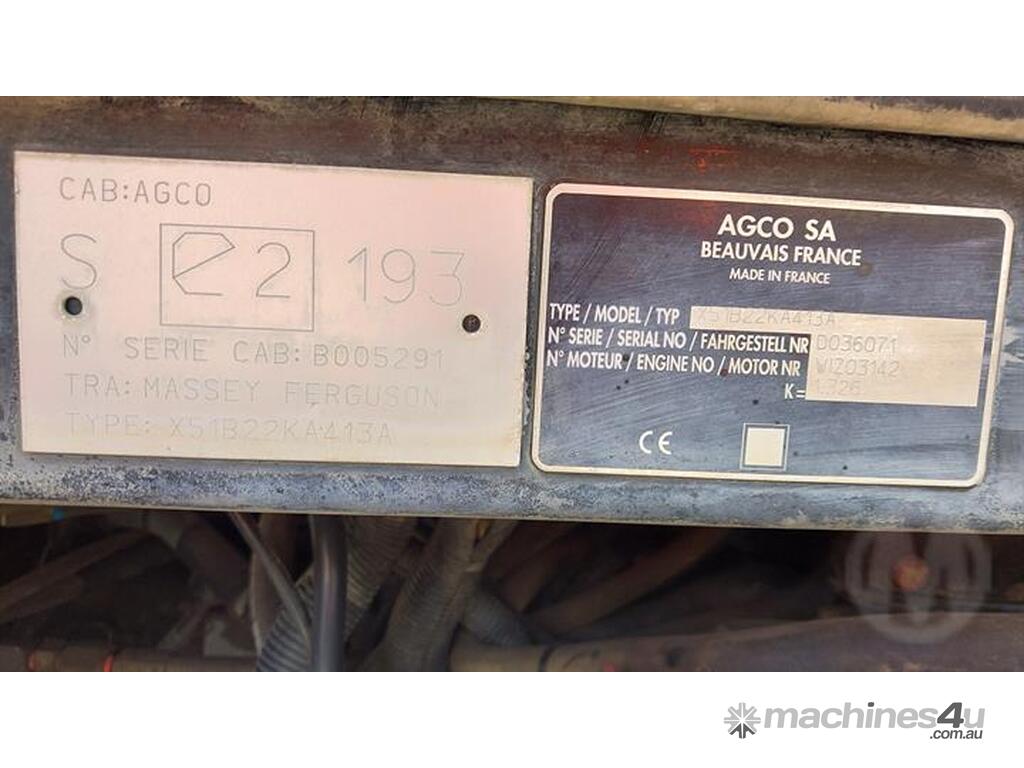 CAB:AGCO
S e2 193
N° SERIE CAB: B005291
TRA: MASSEY FERGUSON
TYPE: X51B22KA413A
AGCO SA
BEAUVAIS FRANCE
MADE IN FRANCE
TYPE / MODEL / TYP X51B22KA413A
N° SERIE / SERIAL NO / FAHRGESTELL NR D036071
N° MOTEUR / ENGINE NO / MOTOR NR WIZ03142
K= 1.326
CE
machines4u
.com.au